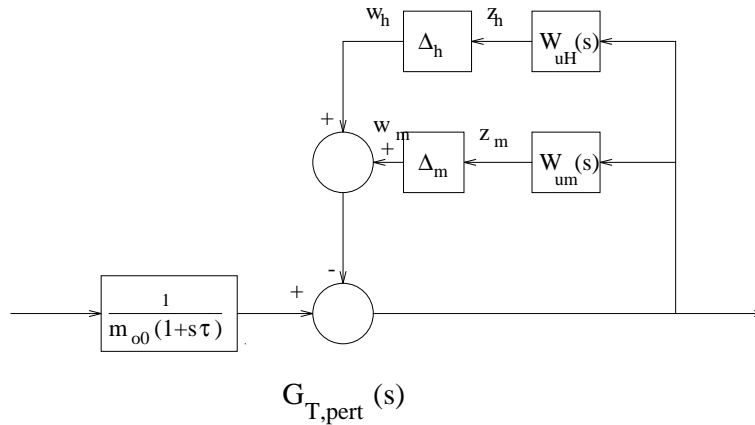 w_h
z_h
Δ_h
W_uH(s)
+
w_m
+
z_m
Δ_m
W_um(s)
-
+
1
m_o0 (1+sτ)
G_T,pert (s)